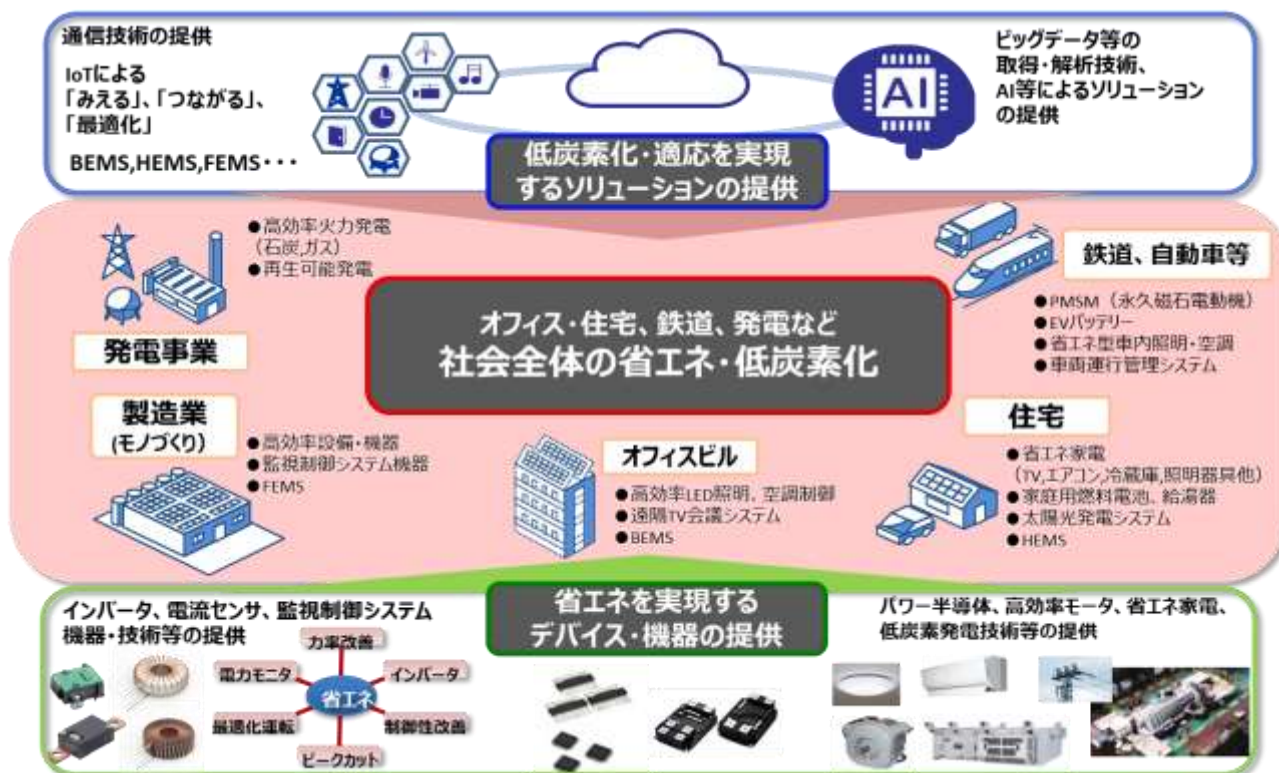 通信技術の提供
IoTによる
「みえる」、「つながる」、
「最適化」
BEMS,HEMS,FEMS・・・
AI
ビッグデータ等の
取得・解析技術、
AI等によるソリューション
の提供
低炭素化・適応を実現
するソリューションの提供
●高効率火力発電
（石炭,ガス）
●再生可能発電
発電事業
鉄道、自動車等
●PMSM（永久磁石電動機）
●EVバッテリー
●省エネ型車内照明・空調
●車両運行管理システム
オフィス・住宅、鉄道、発電など
社会全体の省エネ・低炭素化
製造業
(モノづくり)
●高効率設備・機器
●監視制御システム機器
●FEMS
オフィスビル
●高効率LED照明、空調制御
●遠隔TV会議システム
●BEMS
住宅
●省エネ家電
（TV,エアコン,冷蔵庫,照明器具他）
●家庭用燃料電池、給湯器
●太陽光発電システム
●HEMS
省エネを実現する
デバイス・機器の提供
インバータ、電流センサ、監視制御システム
機器・技術等の提供
力率改善
電力モニタ
インバータ
省エネ
最適化運転
制御性改善
ピークカット
パワー半導体、高効率モータ、省エネ家電、
低炭素発電技術等の提供